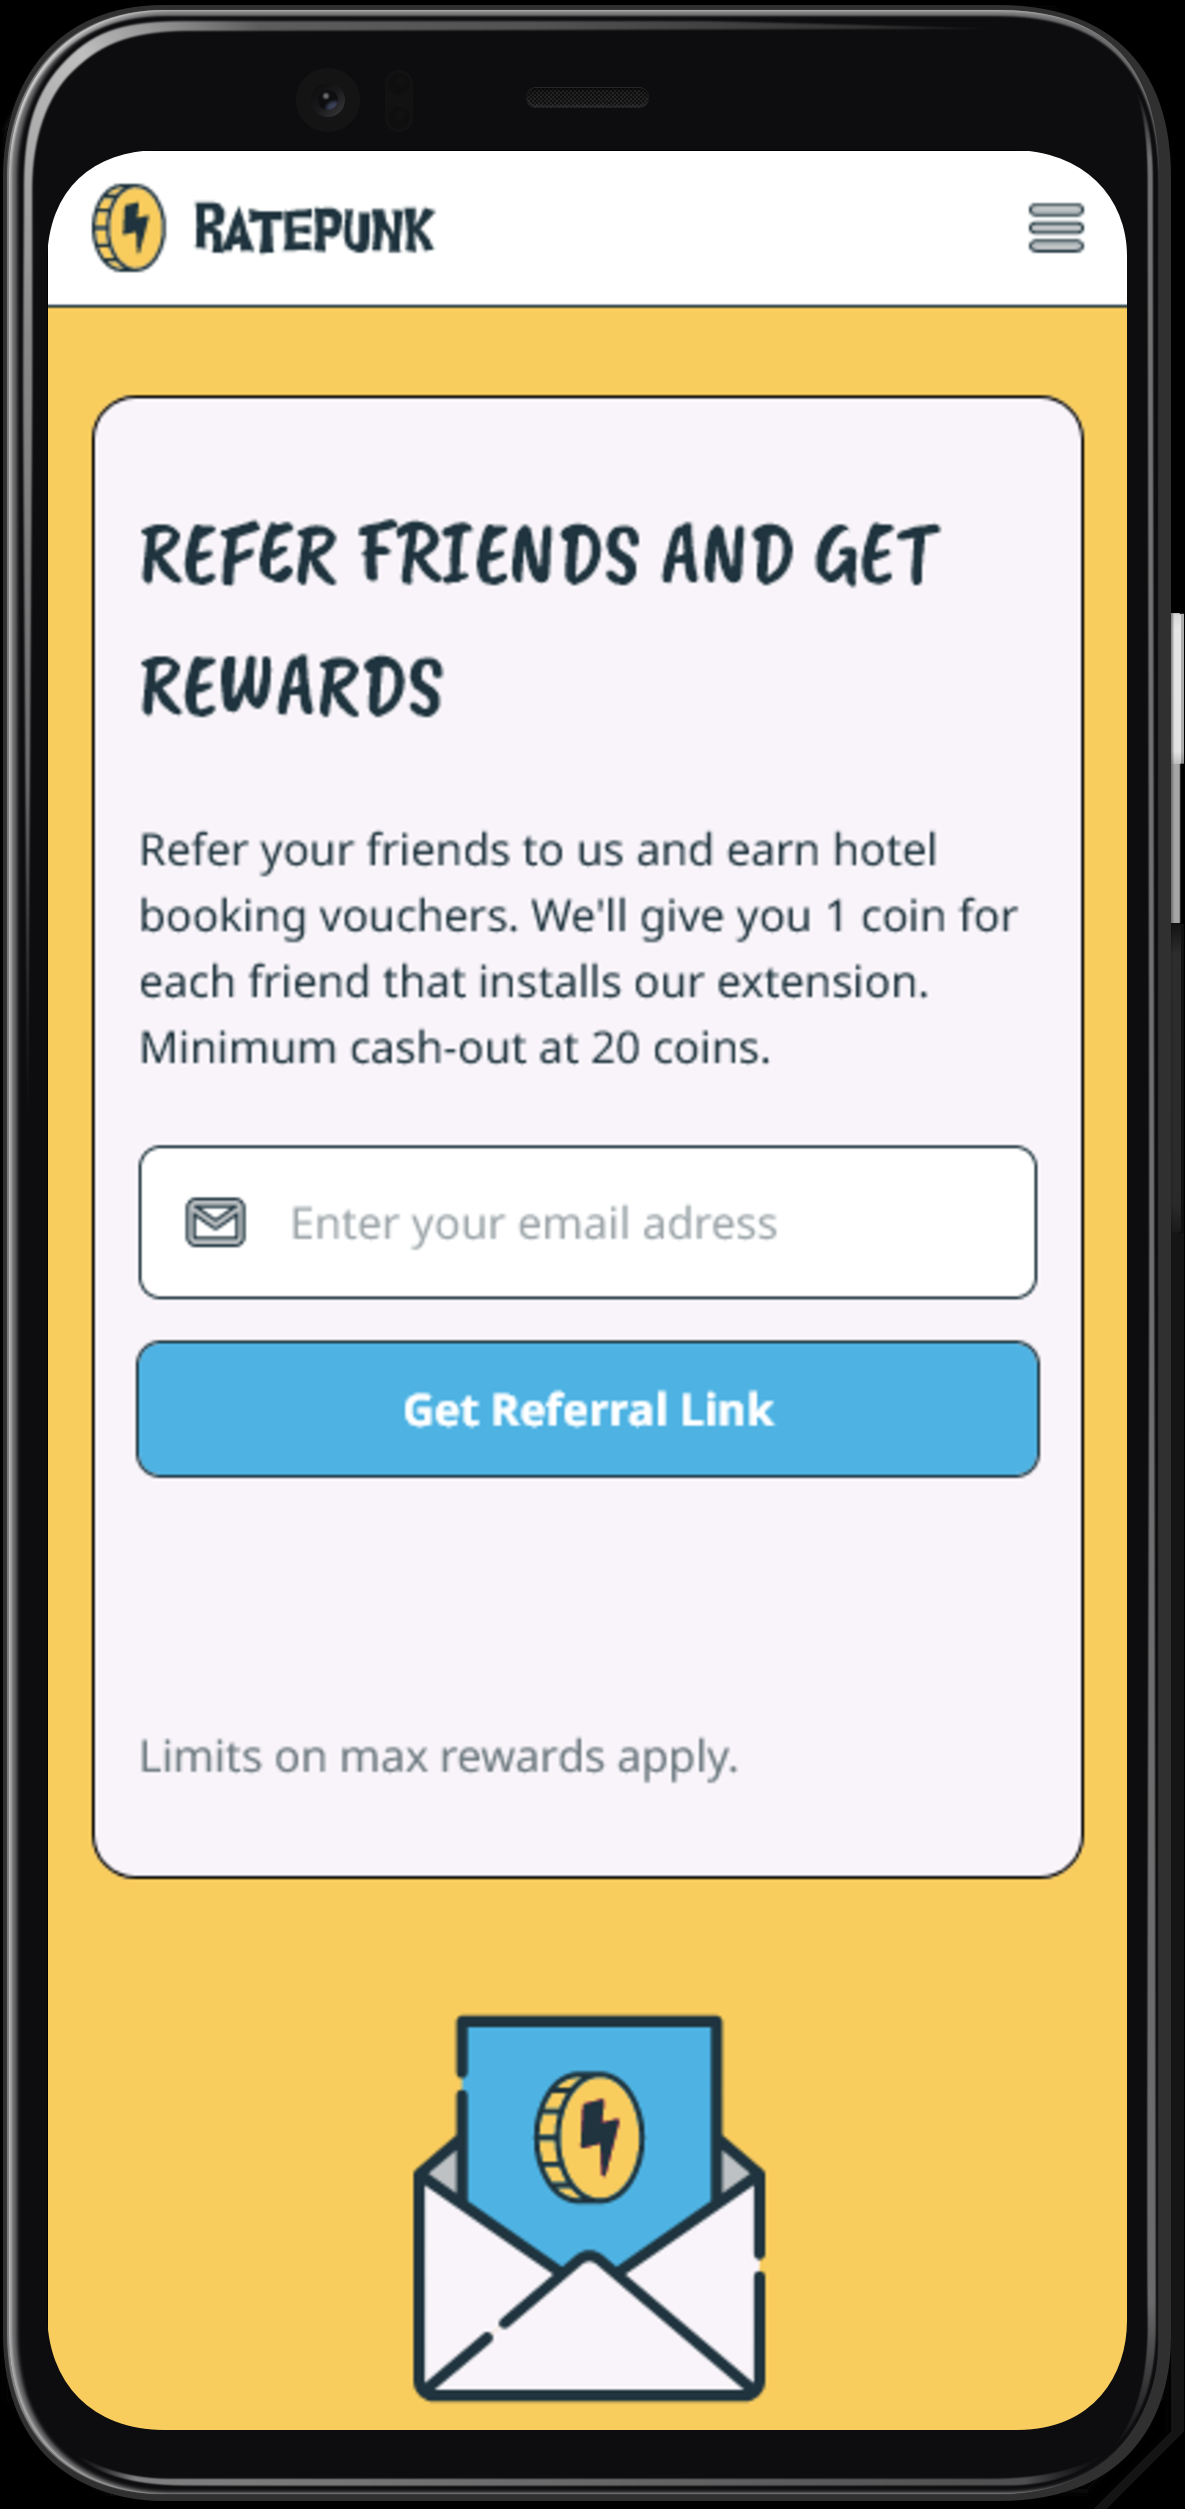 RATEPUNK
REFER FRIENDS AND GET
REWARDS
Refer your friends to us and earn hotel
booking vouchers. We'll give you 1 coin for
each friend that installs our extension.
Minimum cash-out at 20 coins.
Enter your email adress
Get Referral Link
Limits on max rewards apply.